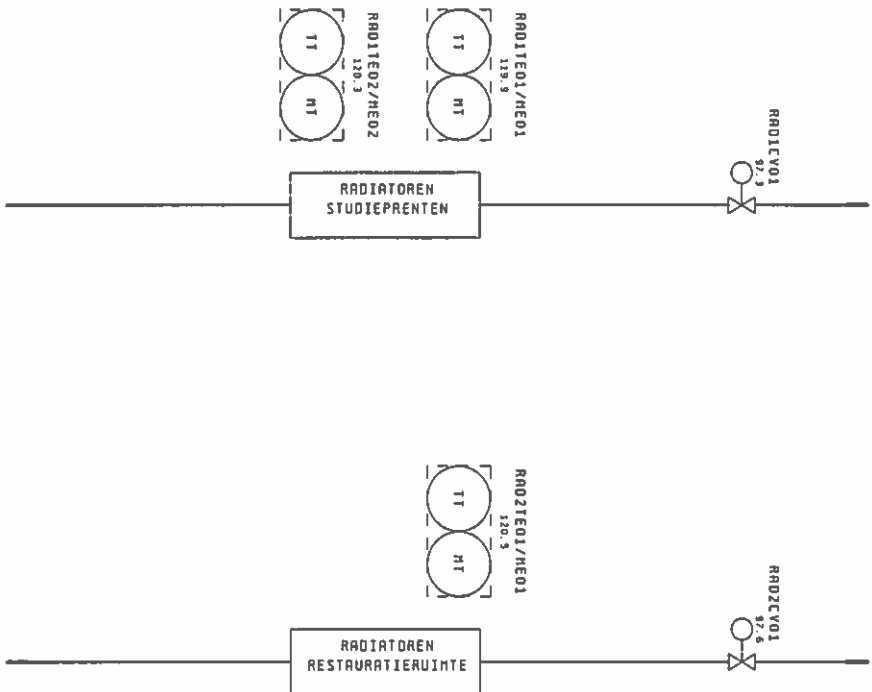 RAD1TE02/ME02
120.3
TT
MT
RAD1TE01/ME01
119.9
TT
MT
RAD1CV01
97.3
RADIATOREN
STUDIEPRENTEN
RAD2TE01/ME01
120.9
TT
MT
RAD2CV01
97.6
RADIATOREN
RESTAURATIERUIMTE